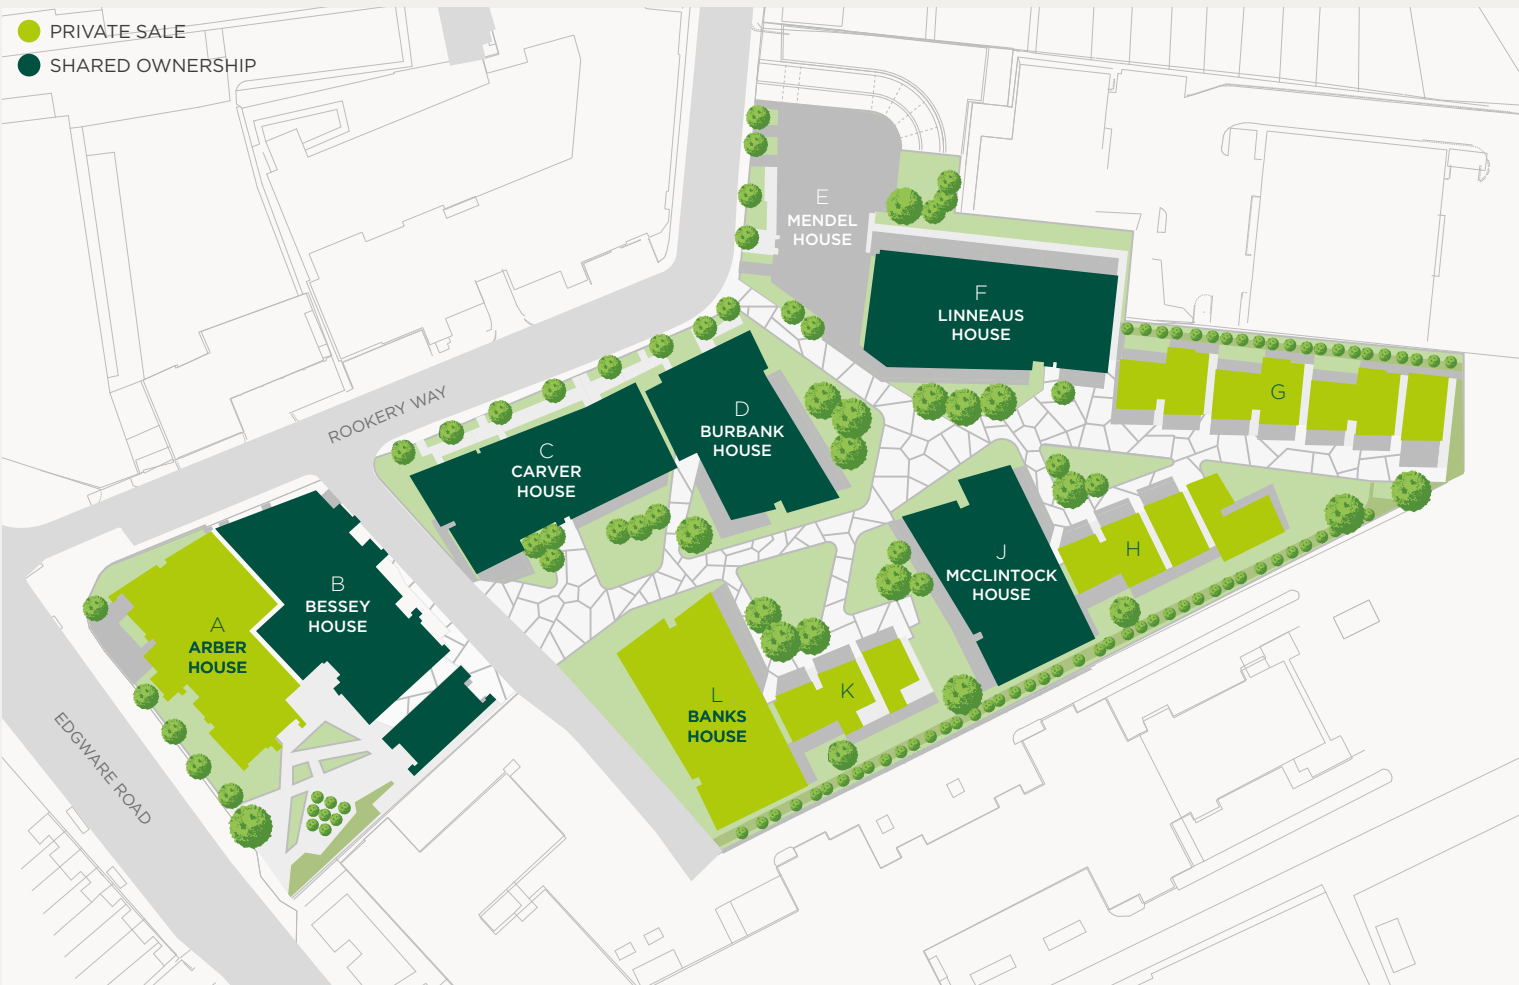 PRIVATE SALE
SHARED OWNERSHIP
E
MENDEL
HOUSE
F
LINNEAUS
HOUSE
G
ROOKERY WAY
D
BURBANK
HOUSE
C
CARVER
HOUSE
J
MCCLINTOCK
HOUSE
H
B
BESSEY
HOUSE
A
ARBER
HOUSE
L
BANKS
HOUSE
K
EDGWARE ROAD